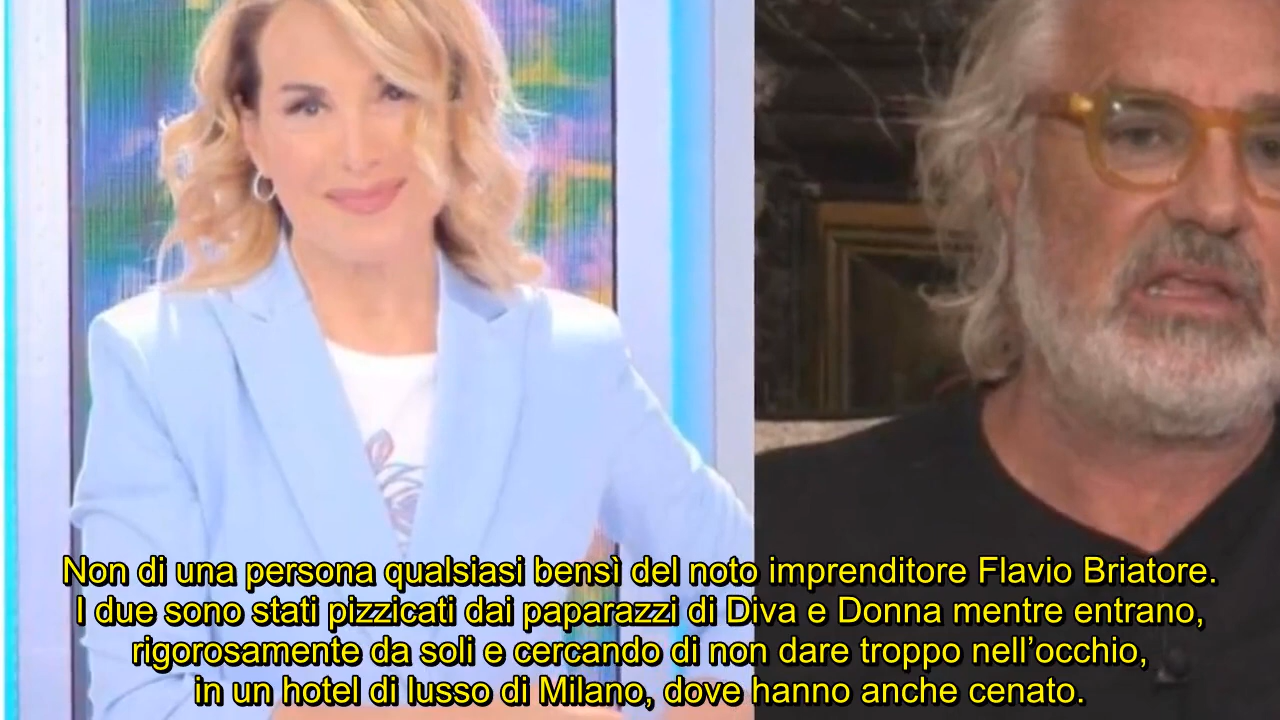 Non di una persona qualsiasi bensì del noto imprenditore Flavio Briatore.
I due sono stati pizzicati dai paparazzi di Diva e Donna mentre entrano,
rigorosamente da soli e cercando di non dare troppo nell’occhio,
in un hotel di lusso di Milano, dove hanno anche cenato.